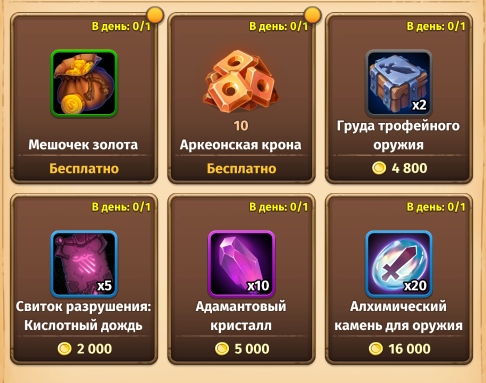 В день: 0/1
Мешочек золота
Бесплатно
В день: 0/1
10
Аркеонская крона
Бесплатно
В день: 0/1
x2
Груда трофейного
оружия
4 800
В день: 0/1
x5
Свиток разрушения:
Кислотный дождь
2 000
В день: 0/1
x10
Адамантовый
кристалл
5 000
В день: 0/1
x20
Алхимический
камень для оружия
16 000